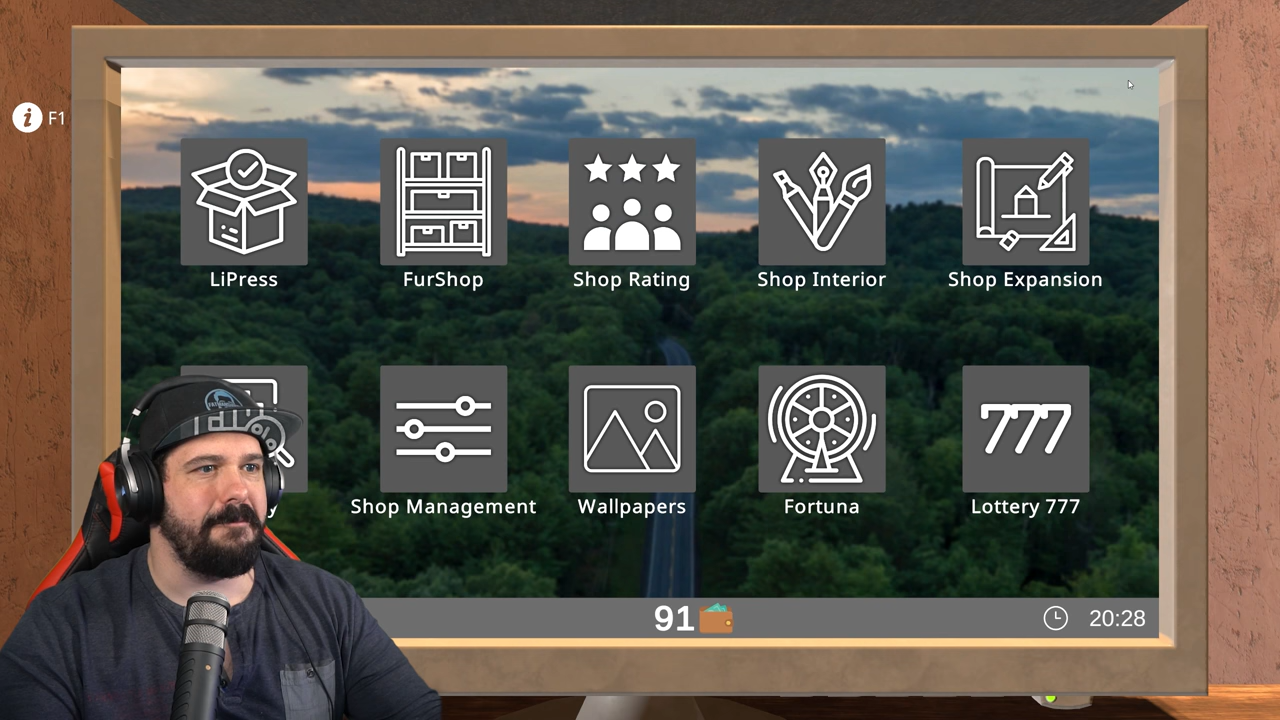 F1
LiPress
FurShop
Shop Rating
Shop Interior
Shop Expansion
Shop Management
Wallpapers
Fortuna
777
Lottery 777
91
20:28